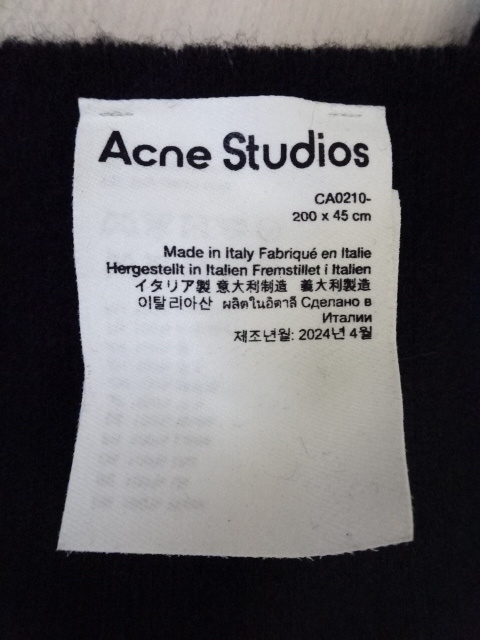 Acne Studios
CA0210-
200 x 45 cm
Made in Italy Fabriqué en Italie
Hergestellt in Italien Fremstillet i Italien
イタリア製 意大利制造 義大利製造
이탈리아산 ผลิตในอิตาลี Сделано в
Италии
제조년월: 2024년 4월